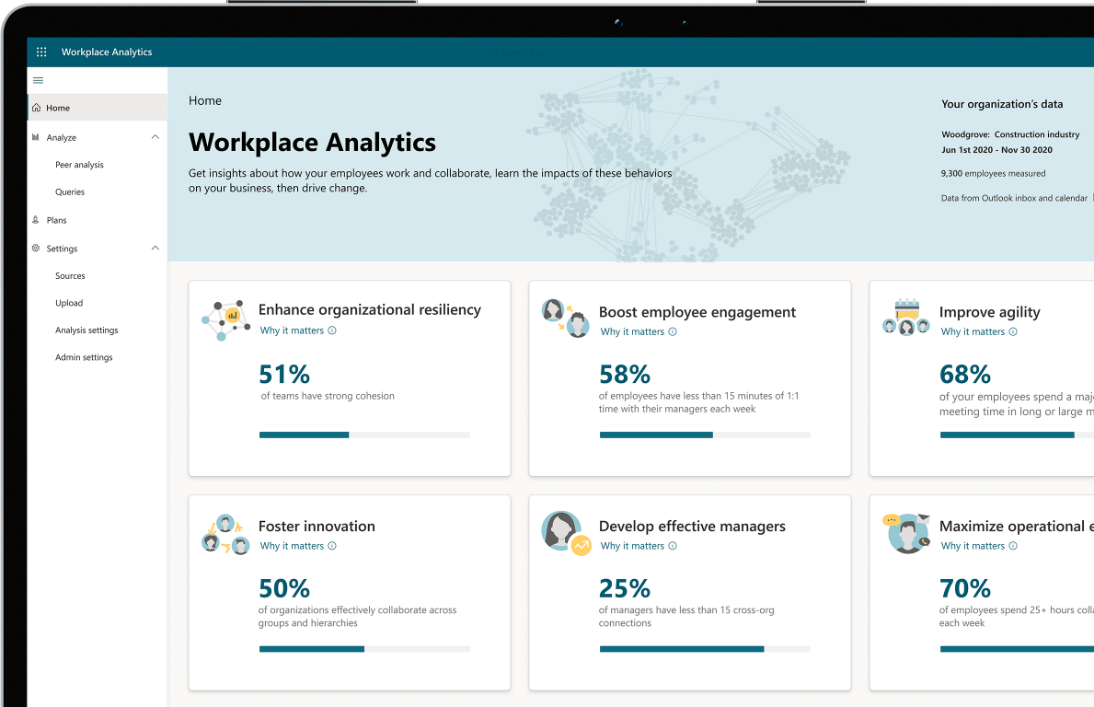 Workplace Analytics
Home
Analyze
Peer analysis
Queries
Plans
Settings
Sources
Upload
Analysis settings
Admin settings
Home
Workplace Analytics
Get insights about how your employees work and collaborate, learn the impacts of these behaviors
on your business, then drive change.
Your organization's data
Woodgrove: Construction industry
Jun 1st 2020 - Nov 30 2020
9,300 employees measured
Data from Outlook inbox and calendar
Enhance organizational resiliency
Why it matters
51%
of teams have strong cohesion
Boost employee engagement
Why it matters
58%
of employees have less than 15 minutes of 1:1
time with their managers each week
Improve agility
Why it matters
68%
of your employees spend a
meeting time in long or large
Foster innovation
Why it matters
50%
of organizations effectively collaborate across
groups and hierarchies
Develop effective managers
Why it matters
25%
of managers have less than 15 cross-org
connections
Maximize operational
Why it matters
70%
of employees spend 25+ hours
each week